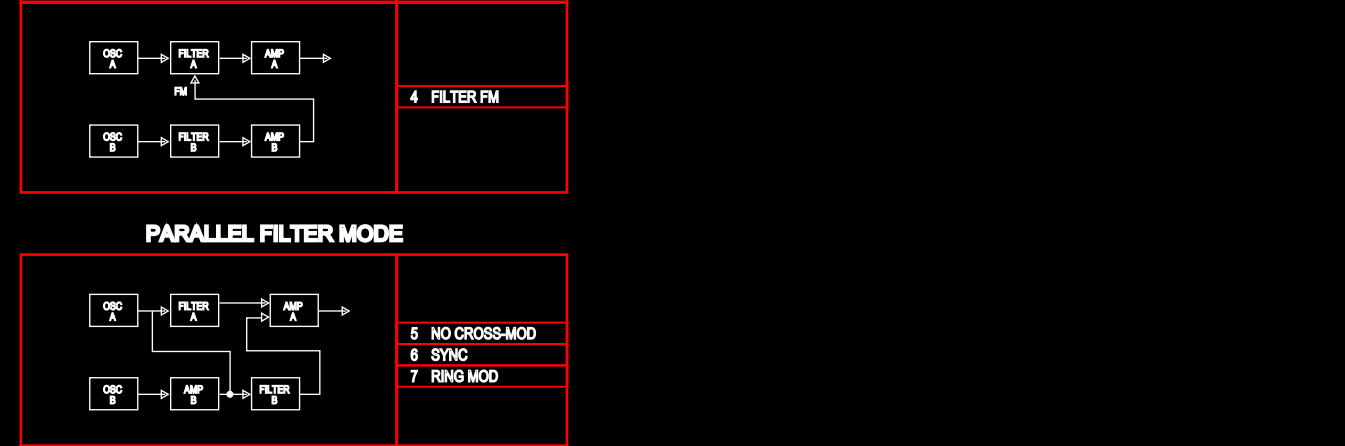 OSC
A
FILTER
A
AMP
A
FM
4 FILTER FM
OSC
B
FILTER
B
AMP
B
PARALLEL FILTER MODE
OSC
A
FILTER
A
AMP
A
5 NO CROSS-MOD
6 SYNC
7 RING MOD
OSC
B
AMP
B
FILTER
B